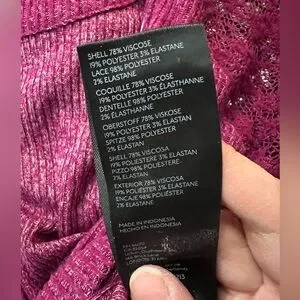 SHELL 78% VISCOSE
19% POLYESTER 3% ELASTANE
LACE 98% POLYESTER
2% ELASTANE
COQUILLE 78% VISCOSE
19% POLYESTER 3% ÉLASTHANNE
DENTELLE 98% POLYESTER
2% ÉLASTHANNE
OBERSTOFF 78% VISKOSE
19% POLYESTER 3% ELASTAN
SPITZE 98% POLYESTER
2% ELASTAN
SHELL 78% VISCOSA
19% POLIESTERE 3% ELASTAN
PIZZO 98% POLIESTERE
2% ELASTAN
EXTERIOR 78% VISCOSA
19% POLIÉSTER 3% ELASTANO
ENCAJE 98% POLIÉSTER
2% ELASTANO
MADE IN INDONESIA
HECHO EN INDONESIA